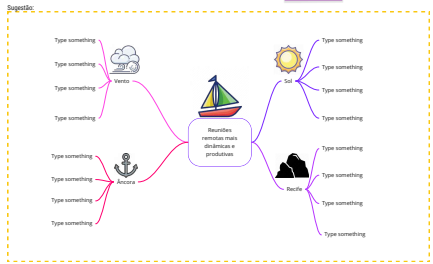 Sugestão:
Type something
Type something
Type something
Type something
Vento
Type something
Type something
Type something
Type something
Âncora
Reuniões
remotas mais
dinâmicas e
produtivas
Type something
Type something
Type something
Type something
Sol
Type something
Type something
Type something
Type something
Recife